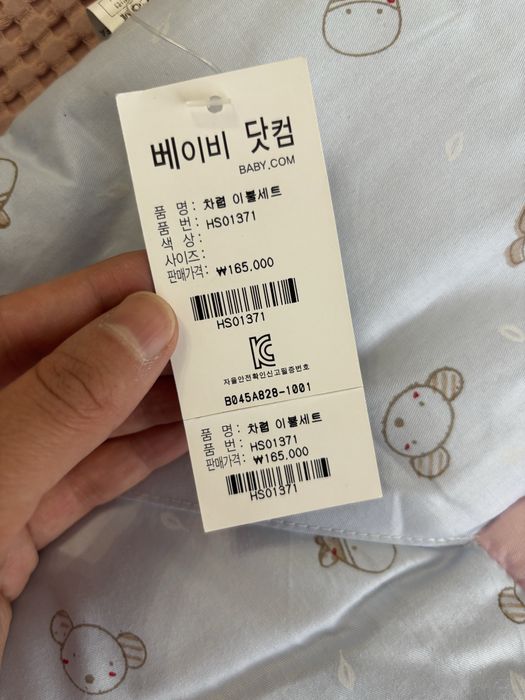 베이비 닷컴
BABY.COM
품 명: 차렵 이불세트
품 번: HS01371
색 상:
사이즈:
판매가격: ₩165.000
HS01371
자율안전확인신고필증번호
B045A828-1001
품 명: 차렵 이불세트
품 번: HS01371
판매가격: ₩165.000
HS01371